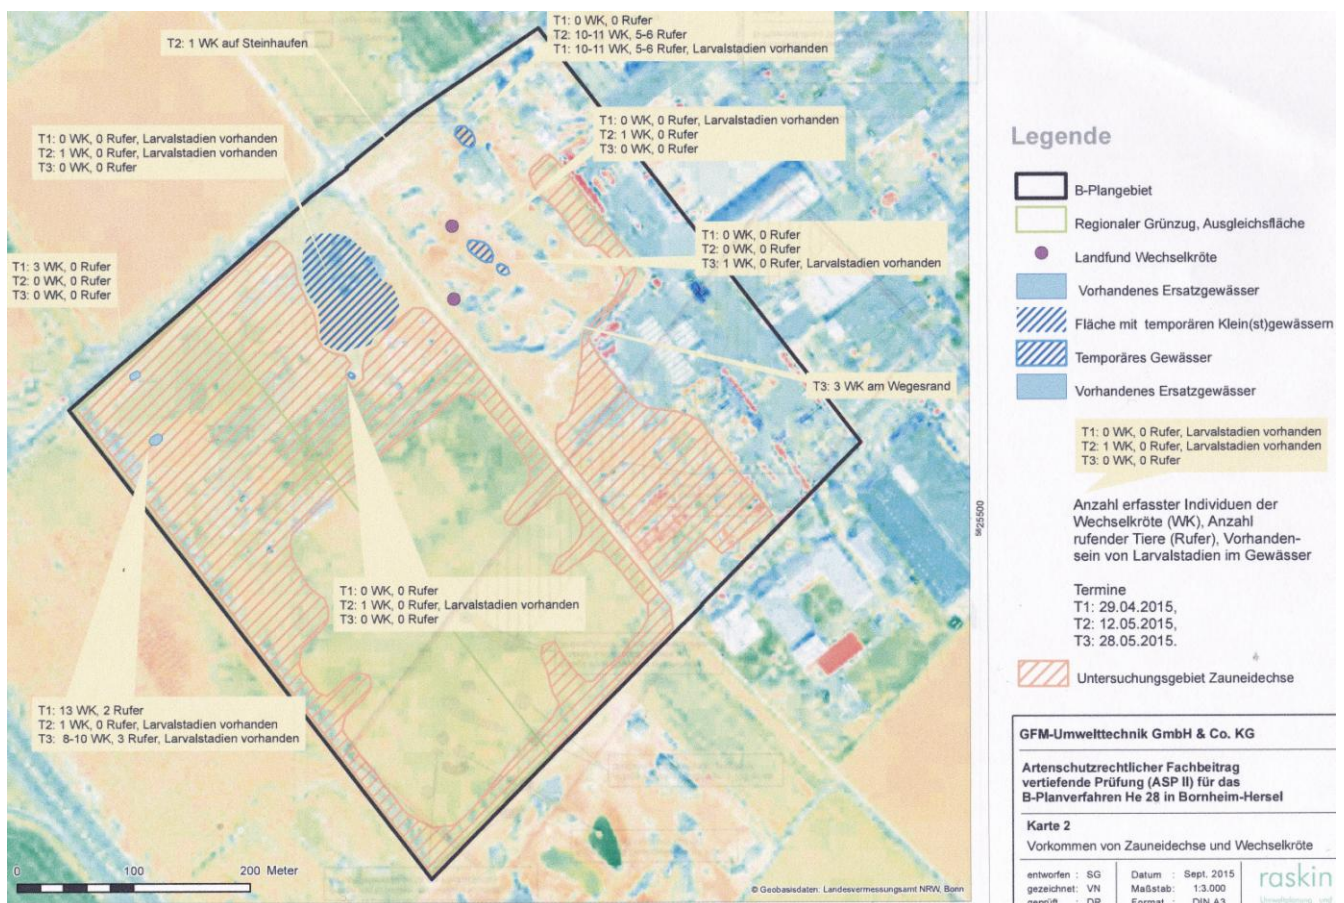 T2: 1 WK auf Steinhaufen
T1: 0 WK, 0 Rufer
T2: 10-11 WK, 5-6 Rufer
T1: 10-11 WK, 5-6 Rufer, Larvalstadien vorhanden
T1: 0 WK, 0 Rufer, Larvalstadien vorhanden
T2: 1 WK, 0 Rufer
T3: 0 WK, 0 Rufer
T1: 0 WK, 0 Rufer, Larvalstadien vorhanden
T2: 1 WK, 0 Rufer, Larvalstadien vorhanden
T3: 0 WK, 0 Rufer
T1: 0 WK, 0 Rufer
T2: 0 WK, 0 Rufer
T3: 1 WK, 0 Rufer, Larvalstadien vorhanden
T1: 3 WK, 0 Rufer
T2: 0 WK, 0 Rufer
T3: 0 WK, 0 Rufer
T3: 3 WK am Wegesrand
T1: 0 WK, 0 Rufer
T2: 1 WK, 0 Rufer, Larvalstadien vorhanden
T3: 0 WK, 0 Rufer
T1: 13 WK, 2 Rufer
T2: 1 WK, 0 Rufer, Larvalstadien vorhanden
T3: 8-10 WK, 3 Rufer, Larvalstadien vorhanden
0 100 200 Meter
© Geobasisdaten: Landesvermessungsamt NRW, Bonn
5625500
Legende
B-Plangebiet
Regionaler Grünzug, Ausgleichsfläche
Landfund Wechselkröte
Vorhandenes Ersatzgewässer
Fläche mit temporären Klein(st)gewässern
Temporäres Gewässer
Vorhandenes Ersatzgewässer
T1: 0 WK, 0 Rufer, Larvalstadien vorhanden
T2: 1 WK, 0 Rufer, Larvalstadien vorhanden
T3: 0 WK, 0 Rufer
Anzahl erfasster Individuen der
Wechselkröte (WK), Anzahl
rufender Tiere (Rufer), Vorhanden-
sein von Larvalstadien im Gewässer
Termine
T1: 29.04.2015,
T2: 12.05.2015,
T3: 28.05.2015.
Untersuchungsgebiet Zauneidechse
GFM-Umwelttechnik GmbH & Co. KG
Artenschutzrechtlicher Fachbeitrag
vertiefende Prüfung (ASP II) für das
B-Planverfahren He 28 in Bornheim-Hersel
Karte 2
Vorkommen von Zauneidechse und Wechselkröte
entworfen : SG Datum : Sept. 2015
gezeichnet: VN Maßstab: 1:3.000
geprüft : DP Format : DIN A3
raskin